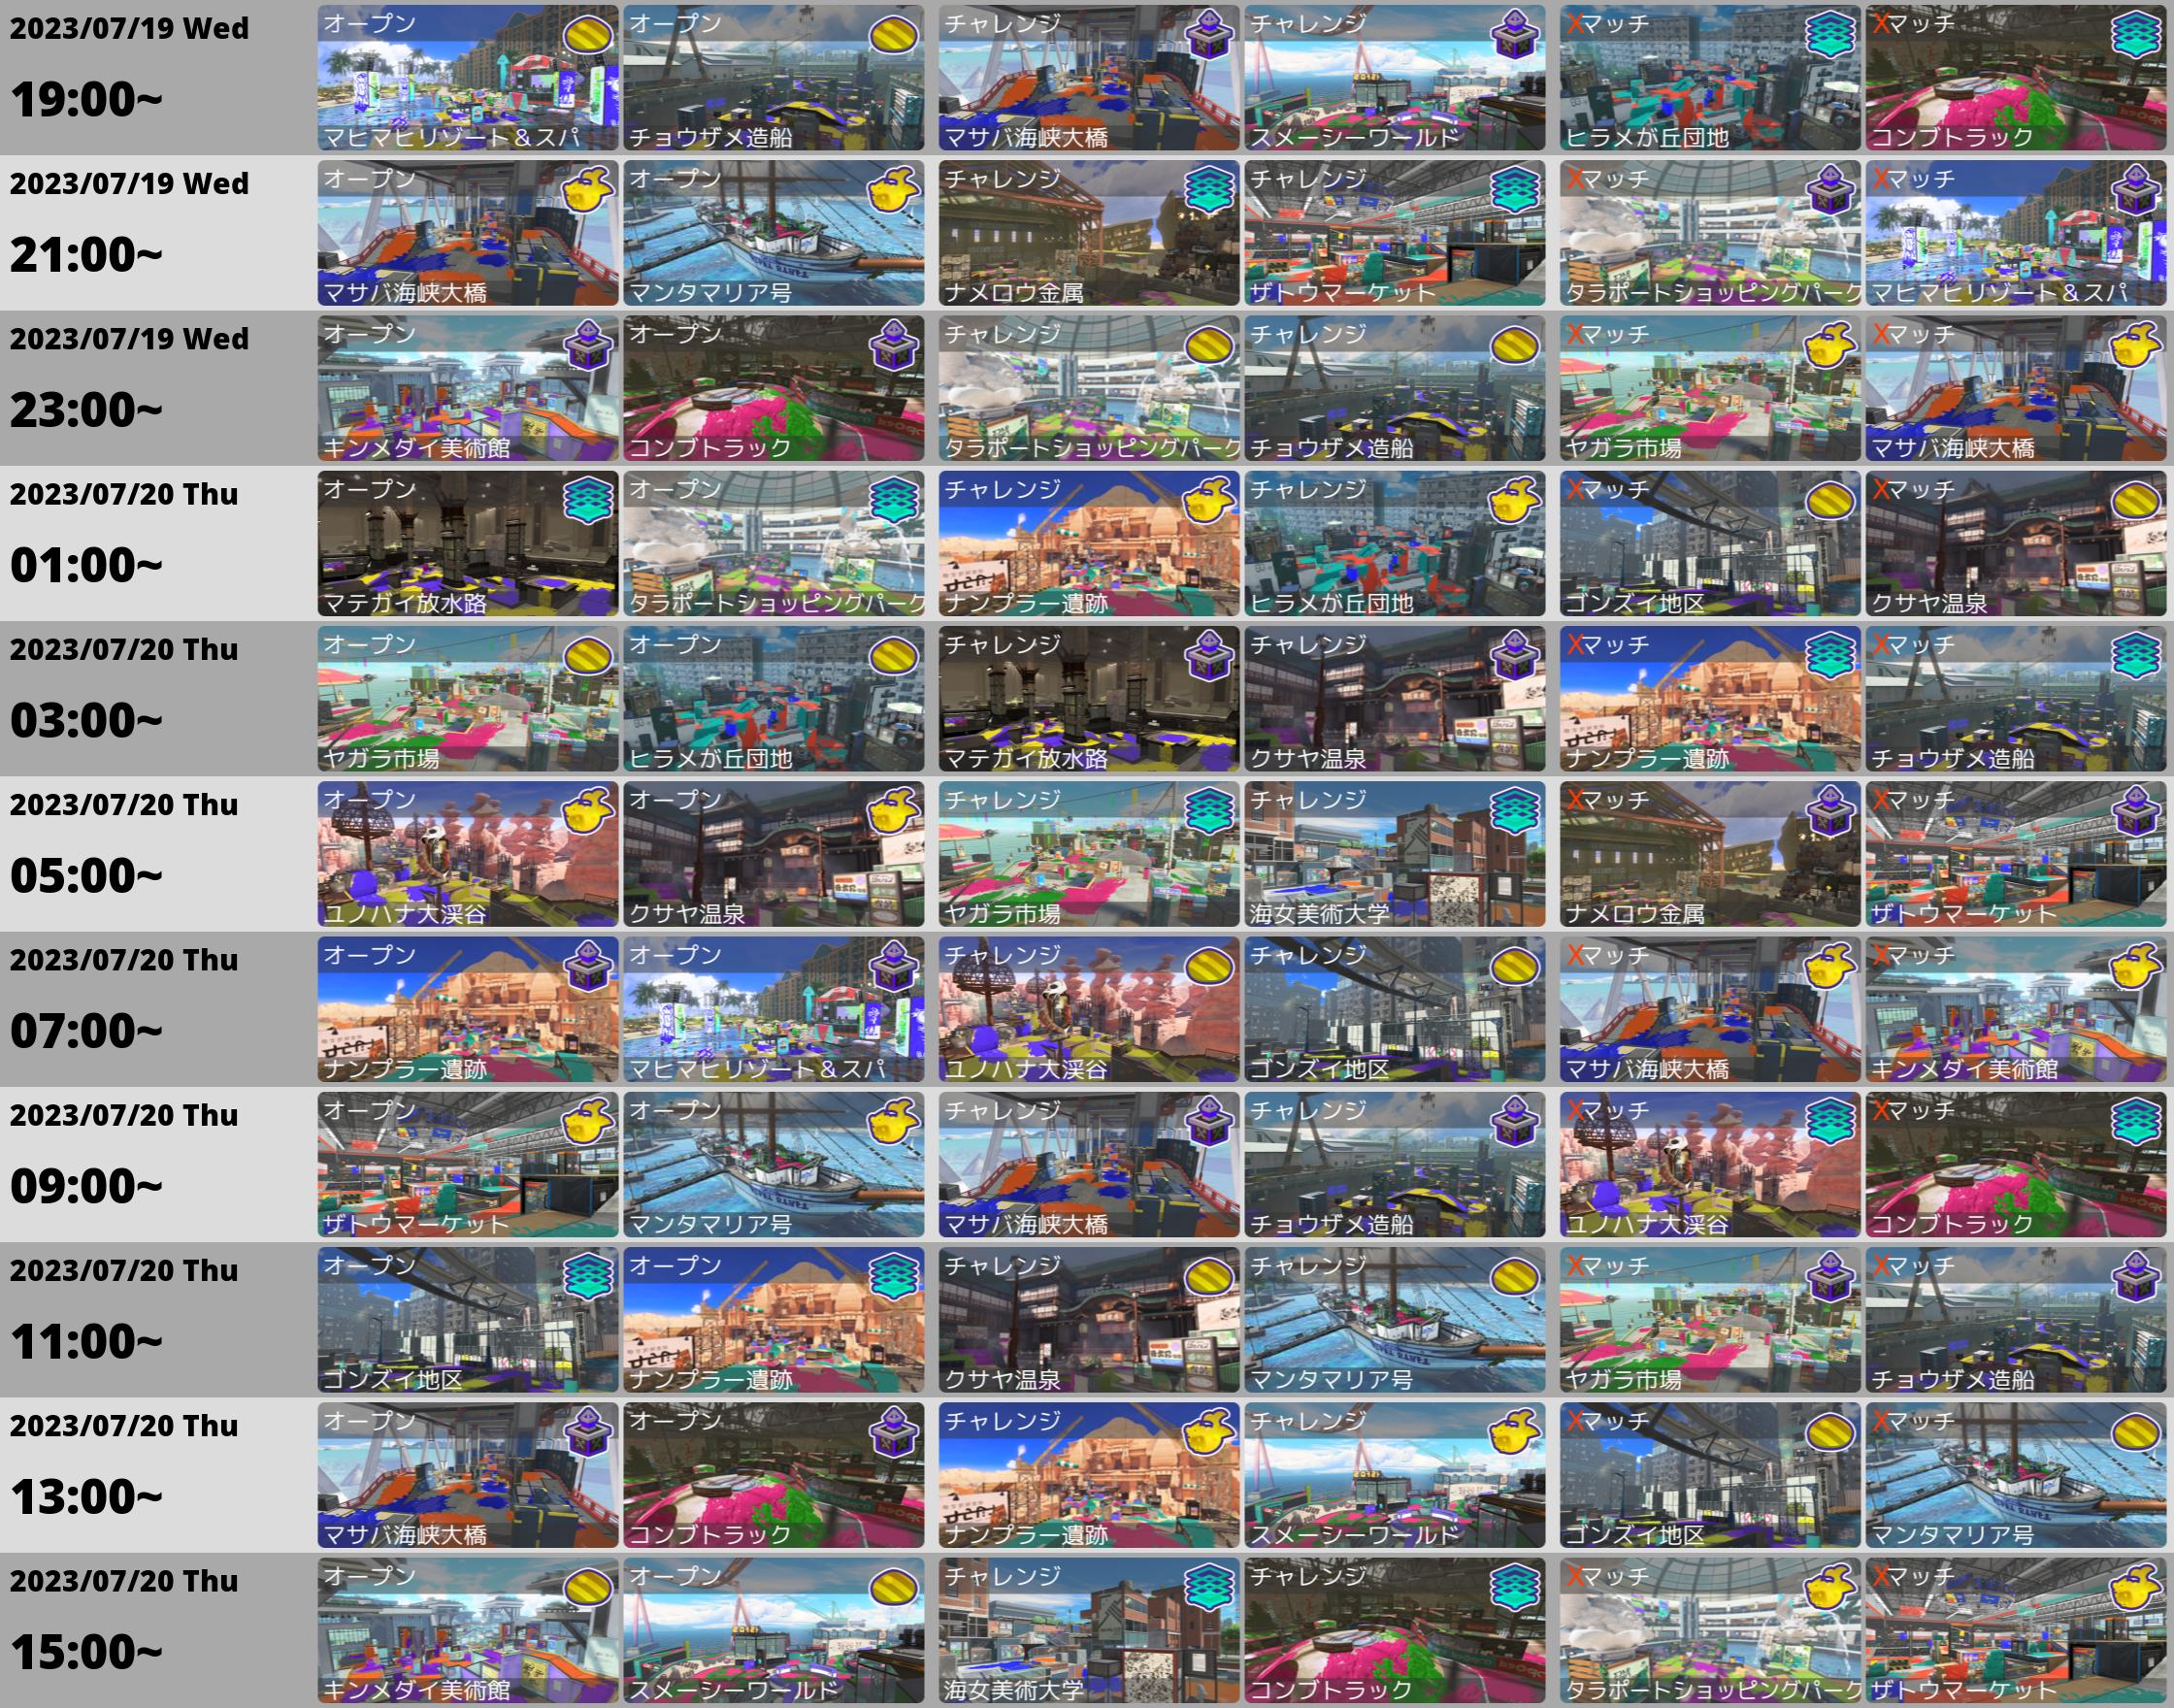 2023/07/19 Wed
19:00~
オープン オープン チャレンジ チャレンジ Xマッチ Xマッチ
マヒマヒリゾート＆スパ チョウザメ造船 マサバ海峡大橋 スメーシーワールド ヒラメが丘団地 コンブトラック
2023/07/19 Wed
21:00~
オープン オープン チャレンジ チャレンジ Xマッチ Xマッチ
マサバ海峡大橋 マンタマリア号 ナメロウ金属 ザトウマーケット タラポートショッピングパーク マヒマヒリゾート＆スパ
2023/07/19 Wed
23:00~
オープン オープン チャレンジ チャレンジ Xマッチ Xマッチ
キンメダイ美術館 コンブトラック タラポートショッピングパーク チョウザメ造船 ヤガラ市場 マサバ海峡大橋
2023/07/20 Thu
01:00~
オープン オープン チャレンジ チャレンジ Xマッチ Xマッチ
マテガイ放水路 タラポートショッピングパーク ナンプラー遺跡 ヒラメが丘団地 ゴンズイ地区 クサヤ温泉
2023/07/20 Thu
03:00~
オープン オープン チャレンジ チャレンジ Xマッチ Xマッチ
ヤガラ市場 ヒラメが丘団地 マテガイ放水路 クサヤ温泉 ナンプラー遺跡 チョウザメ造船
2023/07/20 Thu
05:00~
オープン オープン チャレンジ チャレンジ Xマッチ Xマッチ
ユノハナ大渓谷 クサヤ温泉 ヤガラ市場 海女美術大学 ナメロウ金属 ザトウマーケット
2023/07/20 Thu
07:00~
オープン オープン チャレンジ チャレンジ Xマッチ Xマッチ
ナンプラー遺跡 マヒマヒリゾート＆スパ ユノハナ大渓谷 ゴンズイ地区 マサバ海峡大橋 キンメダイ美術館
2023/07/20 Thu
09:00~
オープン オープン チャレンジ チャレンジ Xマッチ Xマッチ
ザトウマーケット マンタマリア号 マサバ海峡大橋 チョウザメ造船 ユノハナ大渓谷 コンブトラック
2023/07/20 Thu
11:00~
オープン オープン チャレンジ チャレンジ Xマッチ Xマッチ
ゴンズイ地区 ナンプラー遺跡 クサヤ温泉 マンタマリア号 ヤガラ市場 チョウザメ造船
2023/07/20 Thu
13:00~
オープン オープン チャレンジ チャレンジ Xマッチ Xマッチ
マサバ海峡大橋 コンブトラック ナンプラー遺跡 スメーシーワールド ゴンズイ地区 マンタマリア号
2023/07/20 Thu
15:00~
オープン オープン チャレンジ チャレンジ Xマッチ Xマッチ
キンメダイ美術館 スメーシーワールド 海女美術大学 コンブトラック タラポートショッピングパーク ザトウマーケット